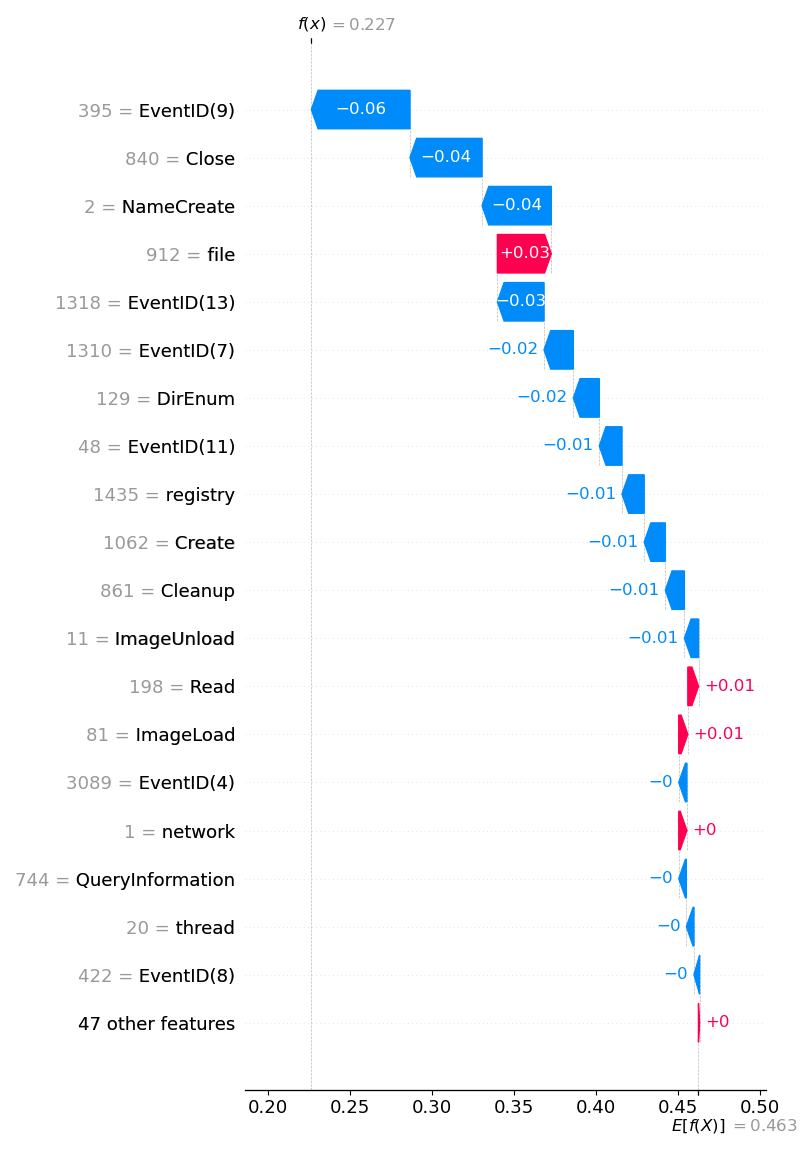 f(x) = 0.227
395 = EventID(9) −0.06
840 = Close −0.04
2 = NameCreate −0.04
912 = file +0.03
1318 = EventID(13) −0.03
1310 = EventID(7) −0.02
129 = DirEnum −0.02
48 = EventID(11) −0.01
1435 = registry −0.01
1062 = Create −0.01
861 = Cleanup −0.01
11 = ImageUnload −0.01
198 = Read +0.01
81 = ImageLoad +0.01
3089 = EventID(4) −0
1 = network +0
744 = QueryInformation −0
20 = thread −0
422 = EventID(8) −0
47 other features +0
0.20 0.25 0.30 0.35 0.40 0.45 0.50
E[f(X)] = 0.463